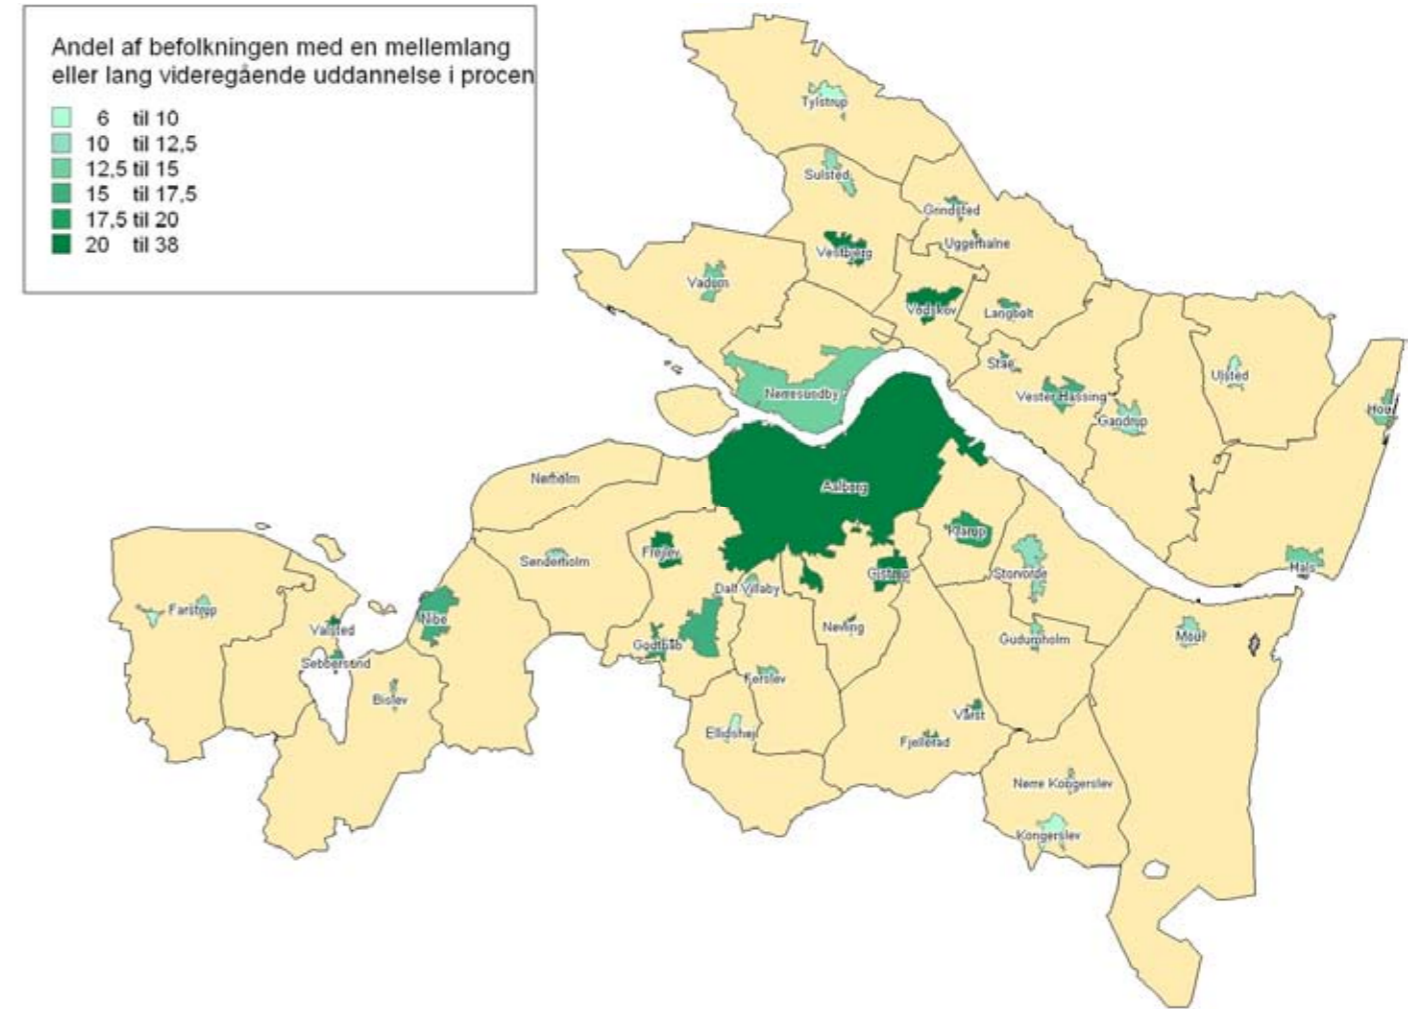 Andel af befolkningen med en mellemlang
eller lang videregående uddannelse i procen
6 til 10
10 til 12,5
12,5 til 15
15 til 17,5
17,5 til 20
20 til 38
Tylstrup
Sulsted
Grindsted
Uggerhalne
Vestbjerg
Vadum
Vodskov
Langholt
Stae
Ulsted
Nørresundby
Vester Hassing
Gandrup
Hou
Aalborg
Nørholm
Klarup
Frejlev
Sønderholm
Gistrup
Storvorde
Hals
Dall Villaby
Farstrup
Nibe
Valsted
Nøvling
Mou
Godthåb
Gudumholm
Sebbersund
Ferslev
Bislev
Vårst
Ellidshøj
Fjellerad
Nørre Kongerslev
Kongerslev